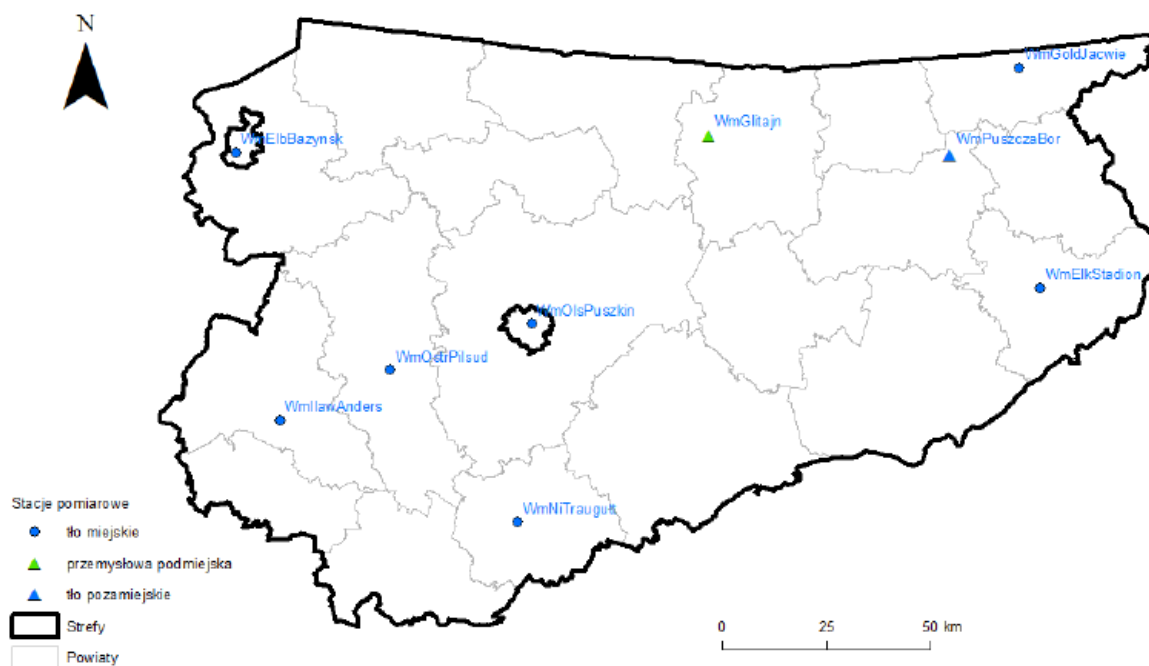 N
WmGoldJacwie
WmGlitajn
WmElbBazynsk
WmPuszczaBor
WmElkStadion
WmOlsPuszkin
WmOstrPilsud
WmIlawAnders
WmNiTraugutt
Stacje pomiarowe
tło miejskie
przemysłowa podmiejska
tło pozamiejskie
Strefy
Powiaty
0 25 50 km